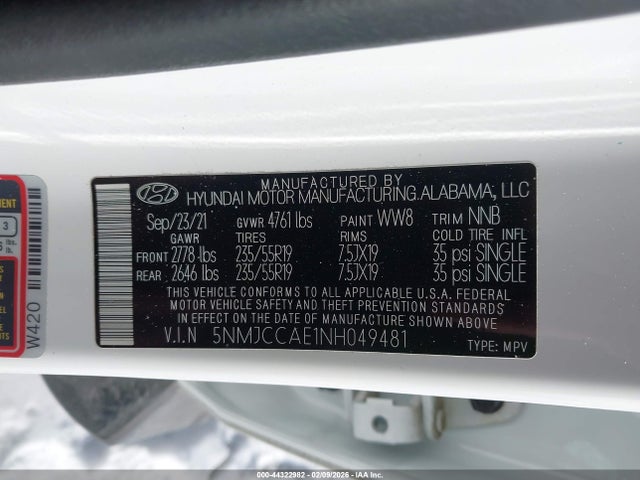 MANUFACTURED BY
HYUNDAI MOTOR MANUFACTURING.ALABAMA, LLC
Sep/23/21 GVWR 4761 lbs PAINT WW8 TRIM NNB
GAWR TIRES RIMS COLD TIRE INFL
FRONT 2778 lbs 235/55R19 7.5JX19 35 psi SINGLE
REAR 2646 lbs 235/55R19 7.5JX19 35 psi SINGLE
THIS VEHICLE CONFORMS TO ALL APPLICABLE U.S.A. FEDERAL
MOTOR VEHICLE SAFETY AND THEFT PREVENTION STANDARDS
IN EFFECT ON THE DATE OF MANUFACTURE SHOWN ABOVE
V.I.N 5NMJCCAE1NH049481 TYPE: MPV
W420
3
lbs.
000-44322982 - 02/09/2026 - IAA Inc.